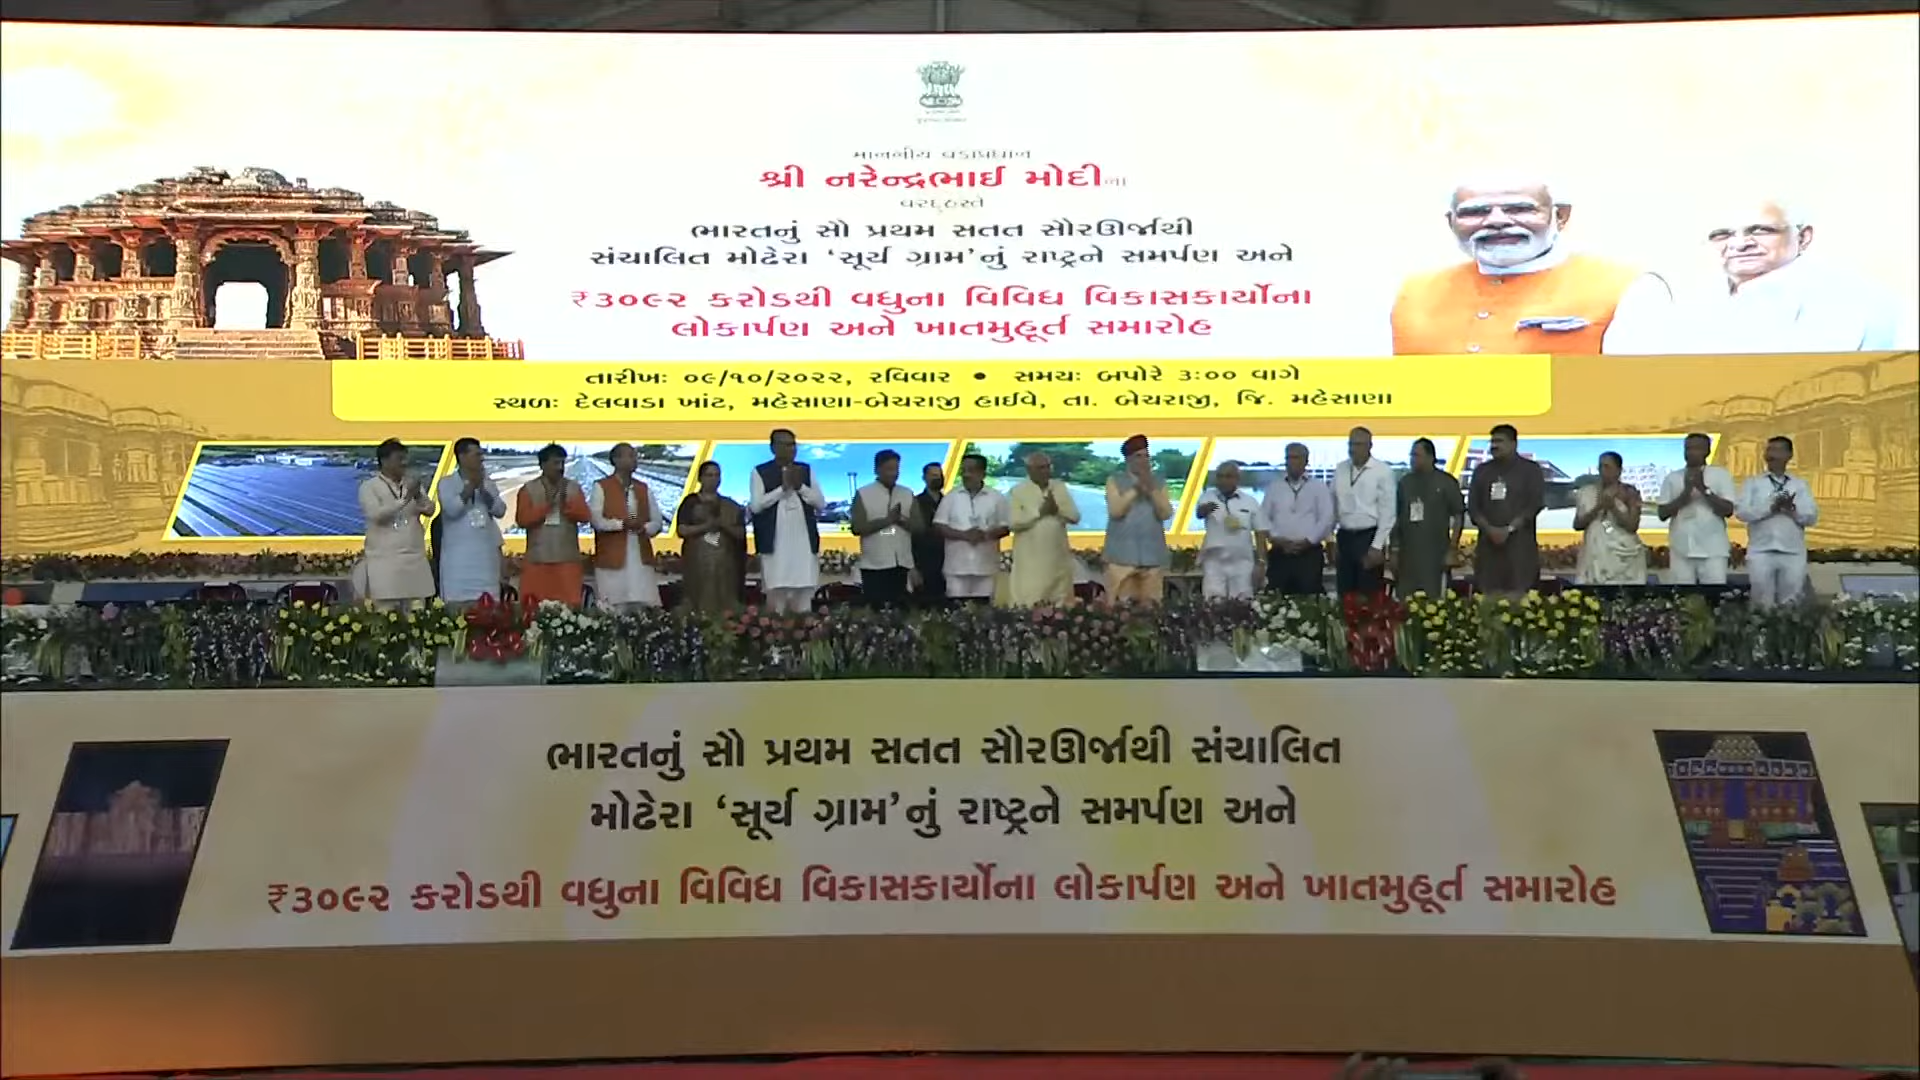 માનનીય વડાપ્રધાન
શ્રી નરેન્દ્રભાઈ મોદીના
વરદ્હસ્તે
ભારતનું સૌ પ્રથમ સતત સૌરઊર્જાથી
સંચાલિત મોઢેરા ‘સૂર્ય ગ્રામ’નું રાષ્ટ્રને સમર્પણ અને
₹૩૦૯૨ કરોડથી વધુના વિવિધ વિકાસકાર્યોના
લોકાર્પણ અને ખાતમુહૂર્ત સમારોહ
તારીખઃ ૦૯/૧૦/૨૦૨૨, રવિવાર • સમયઃ બપોરે ૩:૦૦ વાગે
સ્થળઃ દેલવાડા ખાંટ, મહેસાણા-બેચરાજી હાઈવે, તા. બેચરાજી, જિ. મહેસાણા
ભારતનું સૌ પ્રથમ સતત સૌરઊર્જાથી સંચાલિત
મોઢેરા ‘સૂર્ય ગ્રામ’નું રાષ્ટ્રને સમર્પણ અને
₹૩૦૯૨ કરોડથી વધુના વિવિધ વિકાસકાર્યોના લોકાર્પણ અને ખાતમુહૂર્ત સમારોહ